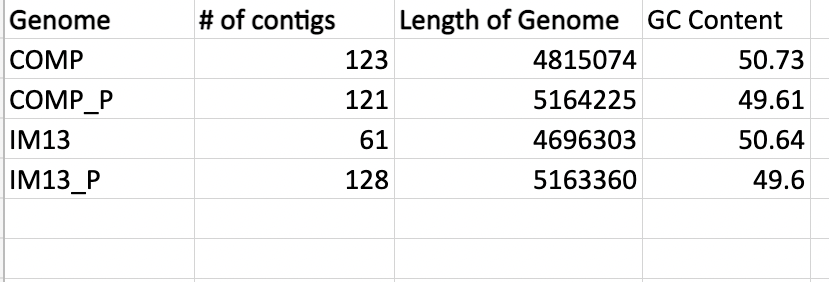 Genome # of contigs Length of Genome GC Content
COMP 123 4815074 50.73
COMP_P 121 5164225 49.61
IM13 61 4696303 50.64
IM13_P 128 5163360 49.6